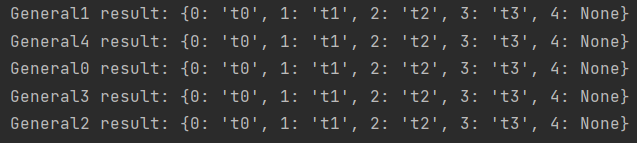 General1 result: {0: 't0', 1: 't1', 2: 't2', 3: 't3', 4: None}
General4 result: {0: 't0', 1: 't1', 2: 't2', 3: 't3', 4: None}
General0 result: {0: 't0', 1: 't1', 2: 't2', 3: 't3', 4: None}
General3 result: {0: 't0', 1: 't1', 2: 't2', 3: 't3', 4: None}
General2 result: {0: 't0', 1: 't1', 2: 't2', 3: 't3', 4: None}